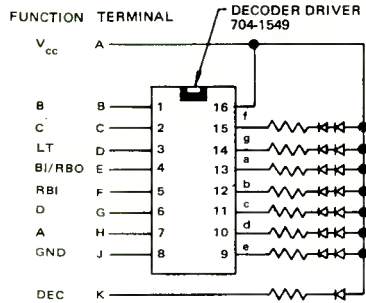 FUNCTION TERMINAL
DECODER DRIVER
704-1549
Vcc A
B B 1 16
f
C C 2 15
g
LT D 3 14
a
BI/RBO E 4 13
b
RBI F 5 12
c
D G 6 11
d
A H 7 10
e
GND J 8 9
DEC K